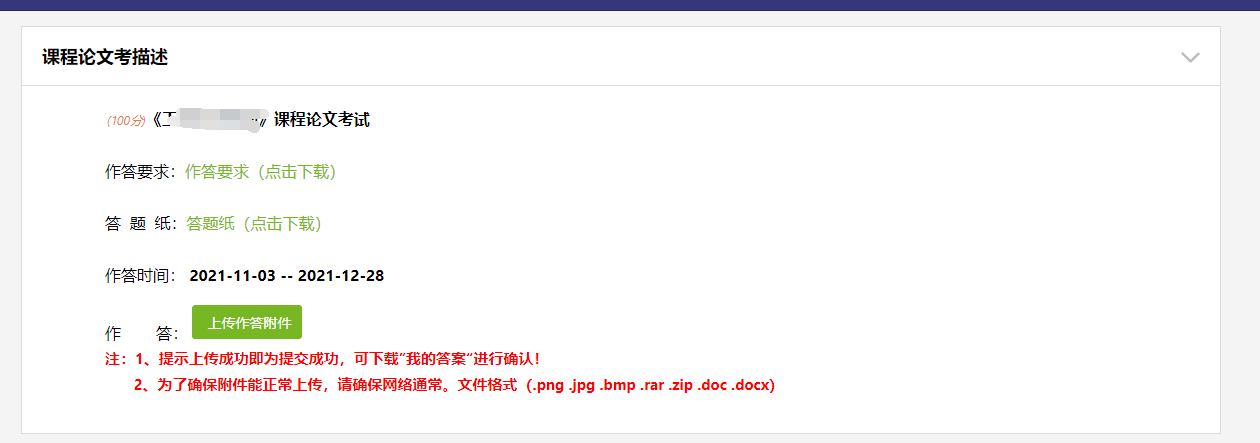 课程论文考描述
(100分)《工 》课程论文考试
作答要求：作答要求（点击下载）
答 题 纸：答题纸（点击下载）
作答时间： 2021-11-03 -- 2021-12-28
作 答： 上传作答附件
注：1、提示上传成功即为提交成功，可下载”我的答案“进行确认！
2、为了确保附件能正常上传，请确保网络通常。文件格式（.png .jpg .bmp .rar .zip .doc .docx）